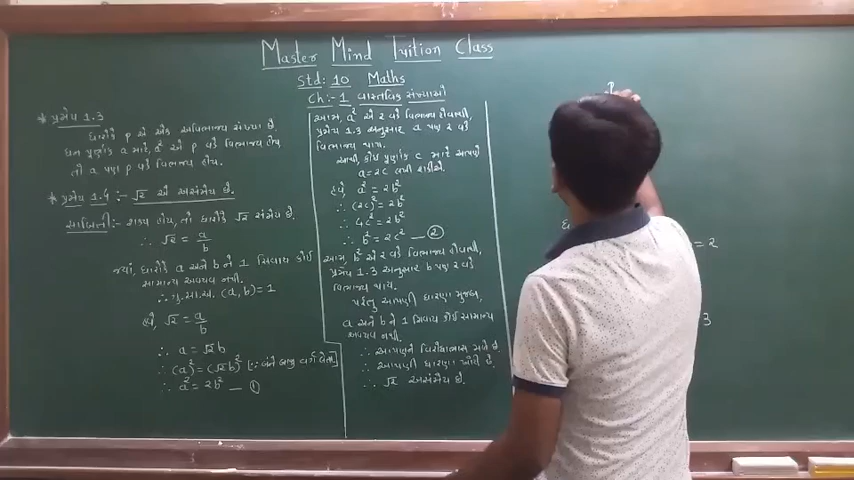 Master Mind Tuition Class
Std: 10 Maths
Ch:- 1 વાસ્તવિક સંખ્યાઓ
* પ્રમેય 1.3
ધારોકે p એ એક અવિભાજ્ય સંખ્યા છે.
ધન પૂર્ણાંક a માટે, a² એ p વડે વિભાજ્ય હોય,
તો a પણ p વડે વિભાજ્ય હોય.
* પ્રમેય 1.4 :- √2 એ અસંમેય છે.
સાબિતી:- શક્ય હોય, તો ધારોકે √2 સંમેય છે.
∴ √2 = a/b
જ્યાં, ધારોકે a અને b ને 1 સિવાય કોઈ
સામાન્ય અવયવ નથી.
∴ ગુ.સા.અ. (a, b) = 1
હવે, √2 = a/b
∴ a = √2 b
∴ (a)² = (√2 b)² [∵ બંને બાજુ વર્ગ લેતા]
∴ a² = 2b² — ①
આમ, a² એ 2 વડે વિભાજ્ય હોવાથી,
પ્રમેય 1.3 અનુસાર a પણ 2 વડે
વિભાજ્ય થાય.
આથી, કોઈ પૂર્ણાંક c માટે આપણે
a = 2c લખી શકીએ.
હવે, a² = 2b²
∴ (2c)² = 2b²
∴ 4c² = 2b²
∴ b² = 2c² — ②
આમ, b² એ 2 વડે વિભાજ્ય હોવાથી,
પ્રમેય 1.3 અનુસાર b પણ 2 વડે
વિભાજ્ય થાય.
પરંતુ આપણી ધારણા મુજબ,
a અને b ને 1 સિવાય કોઈ સામાન્ય
અવયવ નથી.
∴ આપણને વિરોધાભાસ મળે છે.
∴ આપણી ધારણા ખોટી છે.
∴ √2 અસંમેય છે.
= 2
3